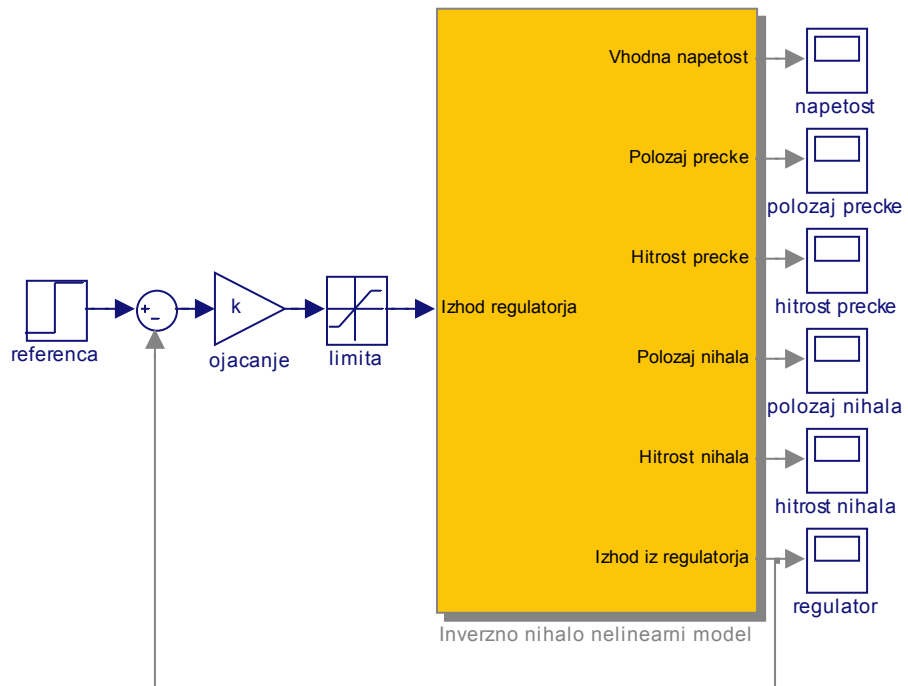 Vhodna napetost
napetost
Polozaj precke
polozaj precke
Hitrost precke
hitrost precke
referenca
+
−
k
ojacanje
limita
Izhod regulatorja
Polozaj nihala
polozaj nihala
Hitrost nihala
hitrost nihala
Izhod iz regulatorja
regulator
Inverzno nihalo nelinearni model